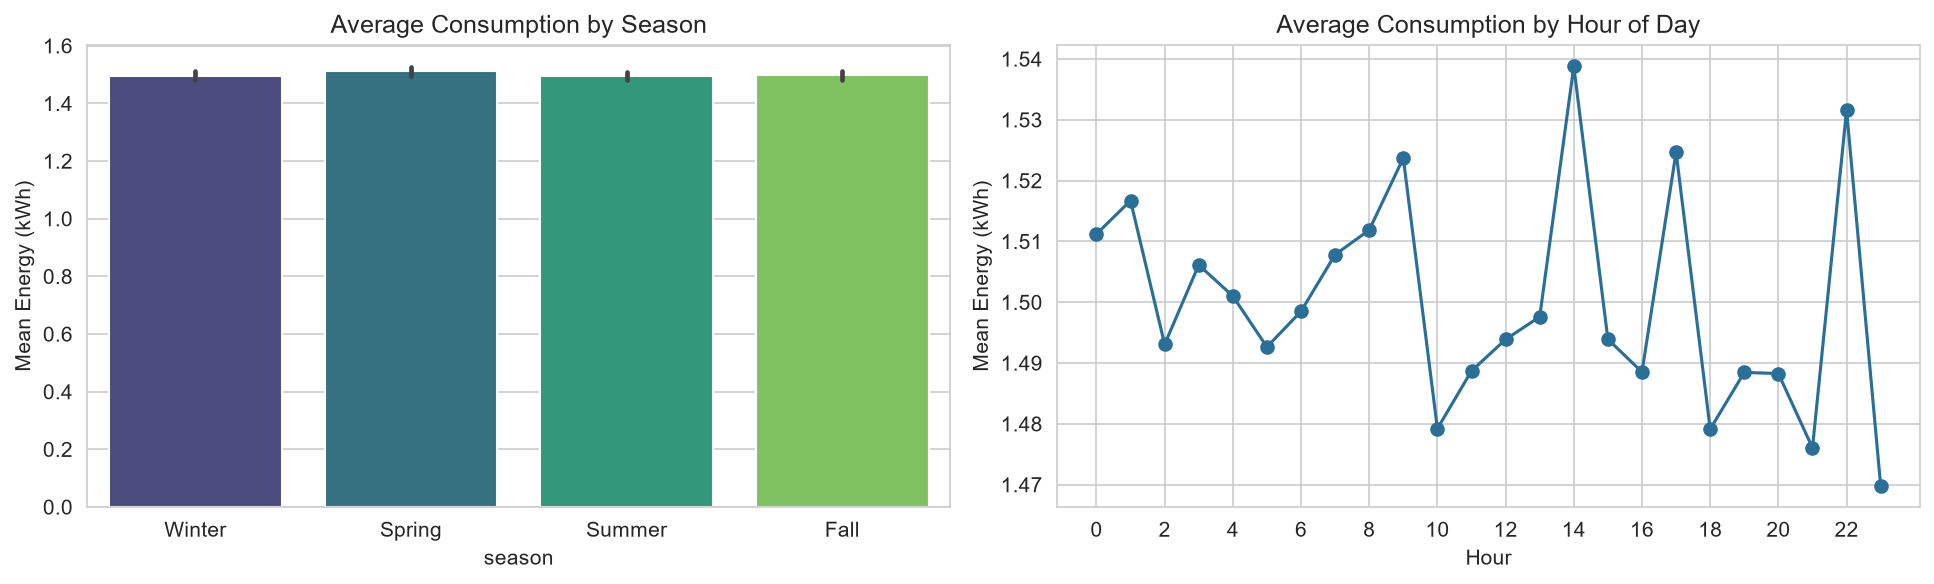 Average Consumption by Season
Mean Energy (kWh)
1.6
1.4
1.2
1.0
0.8
0.6
0.4
0.2
0.0
Winter Spring Summer Fall
season
Average Consumption by Hour of Day
Mean Energy (kWh)
1.54
1.53
1.52
1.51
1.50
1.49
1.48
1.47
0 2 4 6 8 10 12 14 16 18 20 22
Hour